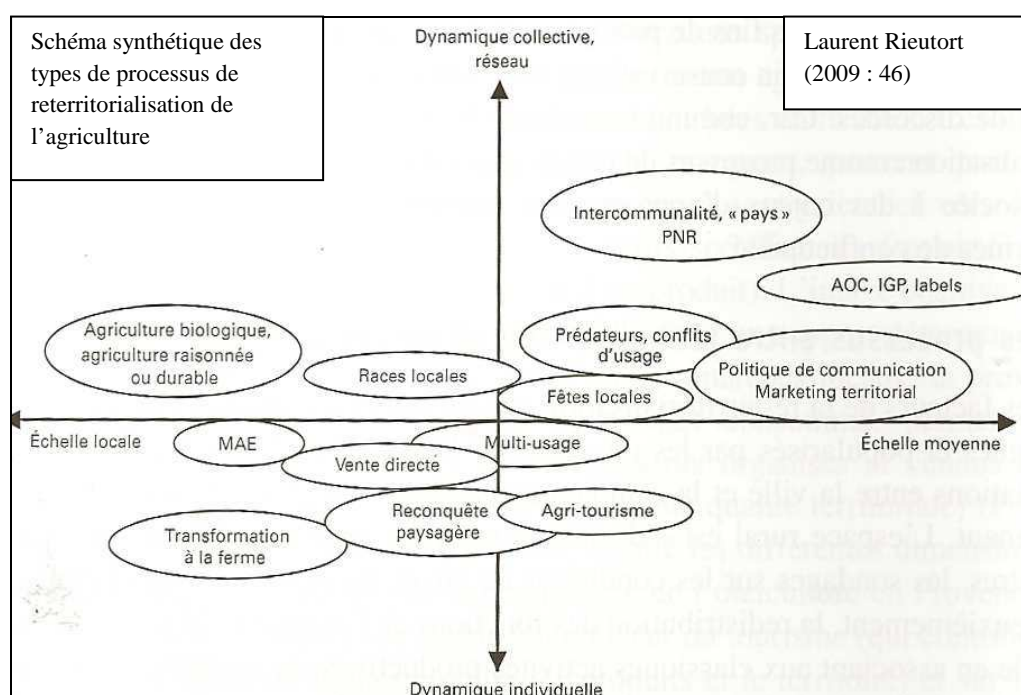 Schéma synthétique des
types de processus de
reterritorialisation de
l’agriculture
Dynamique collective,
réseau
Laurent Rieutort
(2009 : 46)
Intercommunalité, « pays »
PNR
AOC, IGP, labels
Agriculture biologique,
agriculture raisonnée
ou durable
Prédateurs, conflits
d’usage
Races locales
Politique de communication
Marketing territorial
Fêtes locales
Échelle locale
MAE
Multi-usage
Échelle moyenne
Vente directe
Reconquête
paysagère
Agri-tourisme
Transformation
à la ferme
Dynamique individuelle